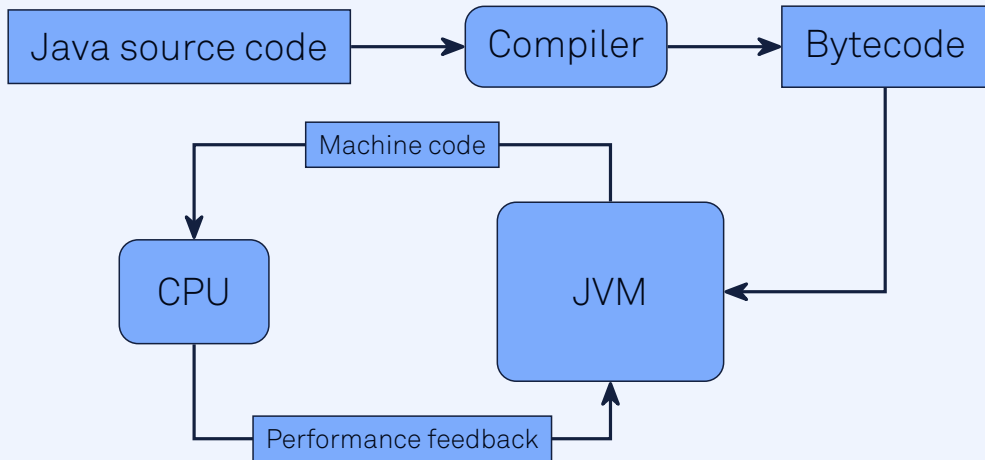 Java source code
Compiler
Bytecode
Machine code
CPU
JVM
Performance feedback